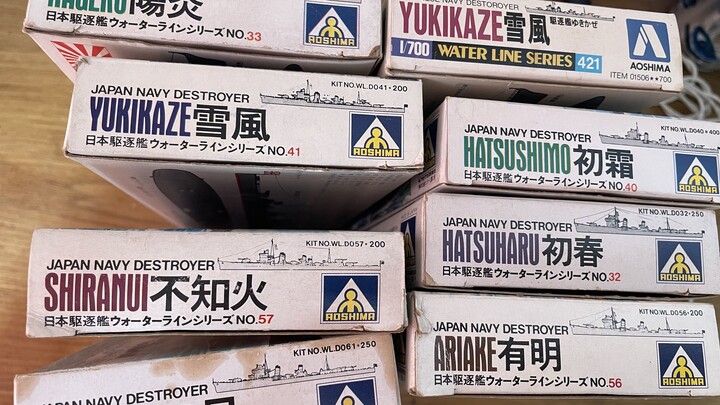 KAGERO 陽炎
日本駆逐艦ウォーターラインシリーズ NO.33
AOSHIMA
NAVY DESTROYER
YUKIKAZE 雪風
駆逐艦ゆきかぜ
1/700 WATER LINE SERIES 421
AOSHIMA
ITEM 01506★★700
KIT NO. WL.D041・200
JAPAN NAVY DESTROYER
YUKIKAZE 雪風
日本駆逐艦ウォーターラインシリーズ NO.41
AOSHIMA
KIT NO. WL.D040★400
JAPAN NAVY DESTROYER
HATSUSHIMO 初霜
日本駆逐艦ウォーターラインシリーズ NO.40
AOSHIMA
KIT NO. WL.D032-250
JAPAN NAVY DESTROYER
HATSUHARU 初春
日本駆逐艦ウォーターラインシリーズ NO.32
AOSHIMA
KIT NO. WL.D057・200
JAPAN NAVY DESTROYER
SHIRANUI 不知火
日本駆逐艦ウォーターラインシリーズ NO.57
AOSHIMA
KIT NO. WL.D056・200
JAPAN NAVY DESTROYER
ARIAKE 有明
日本駆逐艦ウォーターラインシリーズ NO.56
AOSHIMA
KIT NO. WL.D061・250
JAPAN NAVY DESTROYER